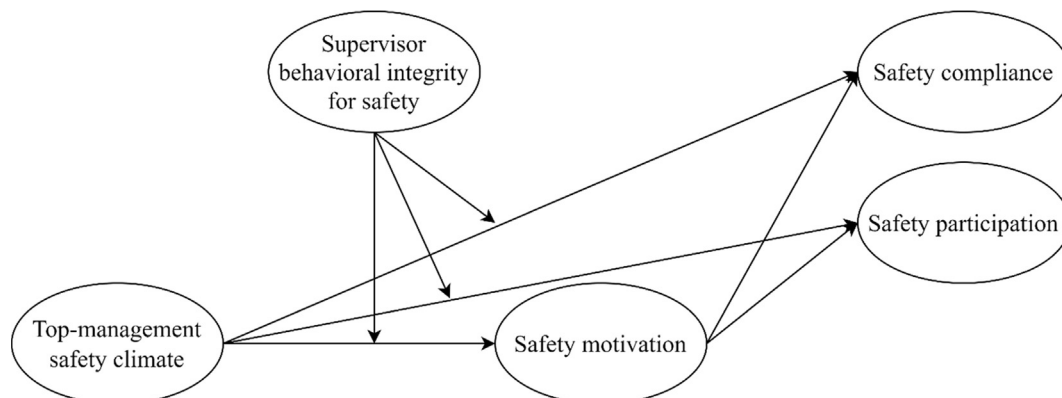 Supervisor
behavioral integrity
for safety
Safety compliance
Safety participation
Top-management
safety climate
Safety motivation